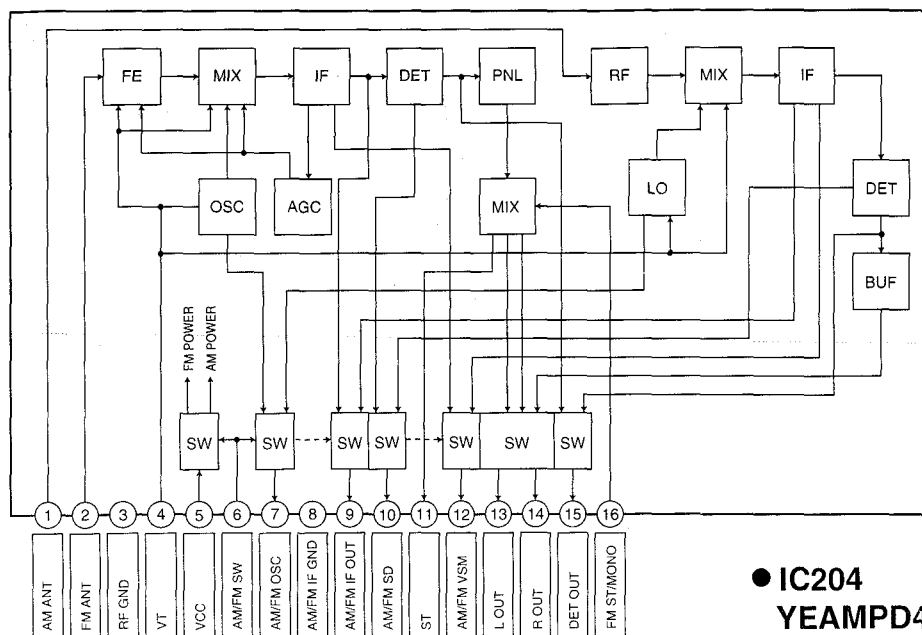 FE MIX IF DET PNL RF MIX IF
OSC AGC MIX LO DET
BUF
FM POWER
AM POWER
SW SW SW SW SW SW SW
1 2 3 4 5 6 7 8 9 10 11 12 13 14 15 16
AM ANT
FM ANT
RF GND
VT
VCC
AM/FM SW
AM/FM OSC
AM/FM IF GND
AM/FM IF OUT
AM/FM SD
ST
AM/FM VSM
L OUT
R OUT
DET OUT
FM ST/MONO
● IC204
YEAMPD4